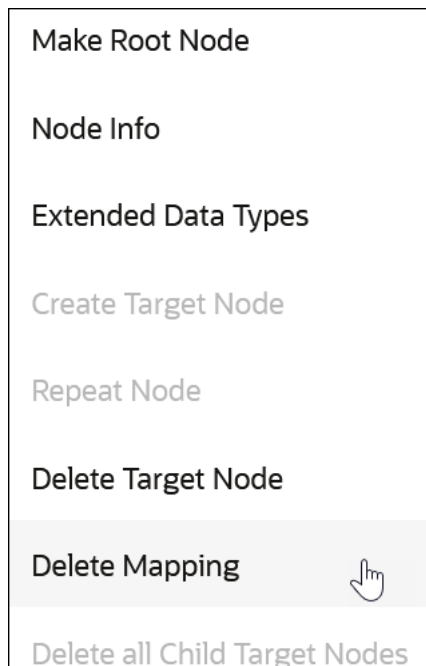 Make Root Node
Node Info
Extended Data Types
Create Target Node
Repeat Node
Delete Target Node
Delete Mapping
Delete all Child Target Nodes